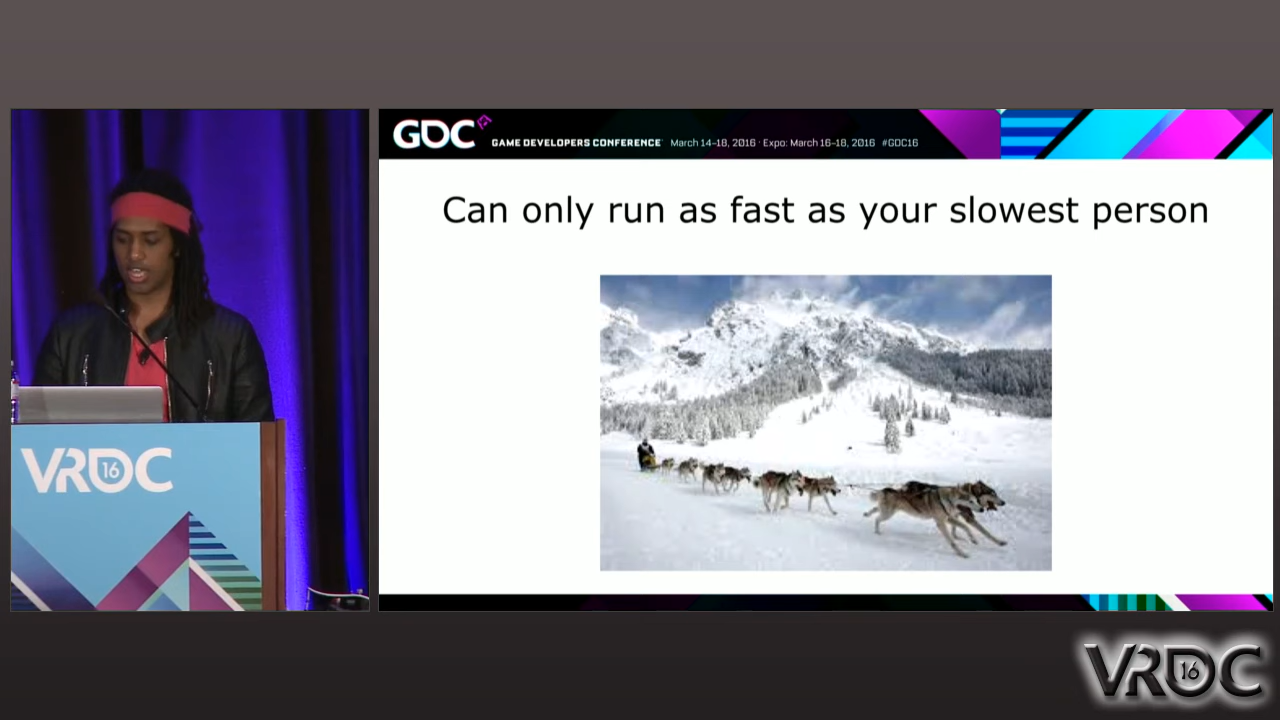 GDC
GAME DEVELOPERS CONFERENCE March 14–18, 2016 · Expo: March 16–18, 2016 #GDC16
Can only run as fast as your slowest person
VRDC 16
VRDC 16